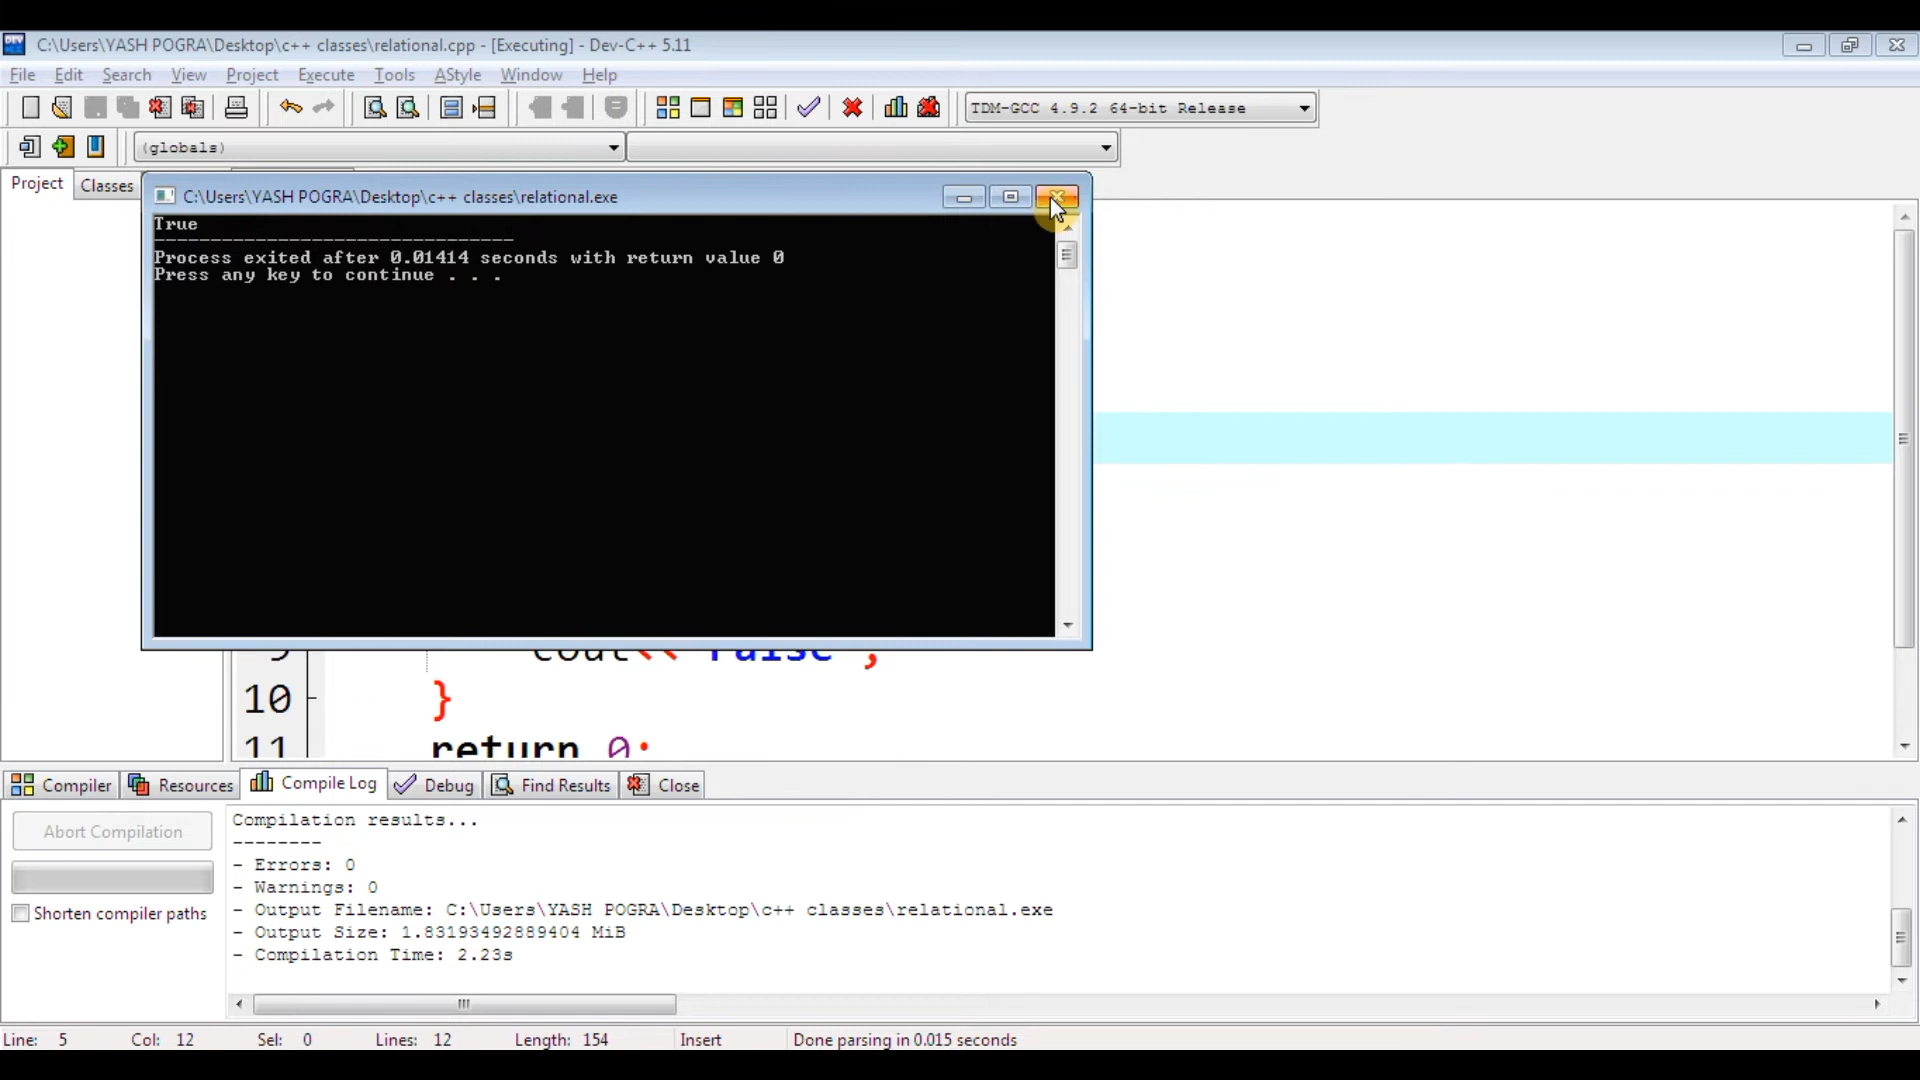 C:\Users\YASH POGRA\Desktop\c++ classes\relational.cpp - [Executing] - Dev-C++ 5.11
File Edit Search View Project Execute Tools AStyle Window Help
TDM-GCC 4.9.2 64-bit Release
(globals)
Project Classes
C:\Users\YASH POGRA\Desktop\c++ classes\relational.exe
True
--------------------------------
Process exited after 0.01414 seconds with return value 0
Press any key to continue . . .
9 cout<<"False";
10 }
11 return 0;
Compiler Resources Compile Log Debug Find Results Close
Abort Compilation
Shorten compiler paths
Compilation results...
--------
- Errors: 0
- Warnings: 0
- Output Filename: C:\Users\YASH POGRA\Desktop\c++ classes\relational.exe
- Output Size: 1.83193492889404 MiB
- Compilation Time: 2.23s
Line: 5 Col: 12 Sel: 0 Lines: 12 Length: 154 Insert Done parsing in 0.015 seconds